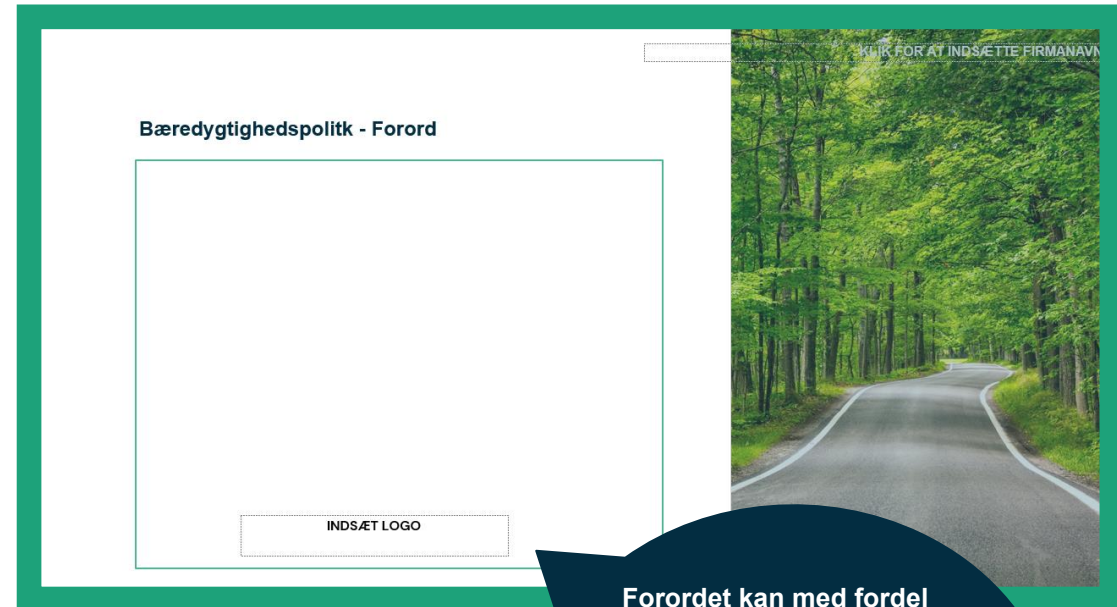 KLIK FOR AT INDSÆTTE FIRMANAVN
Bæredygtighedspolitk - Forord
INDSÆT LOGO
Forordet kan med fordel